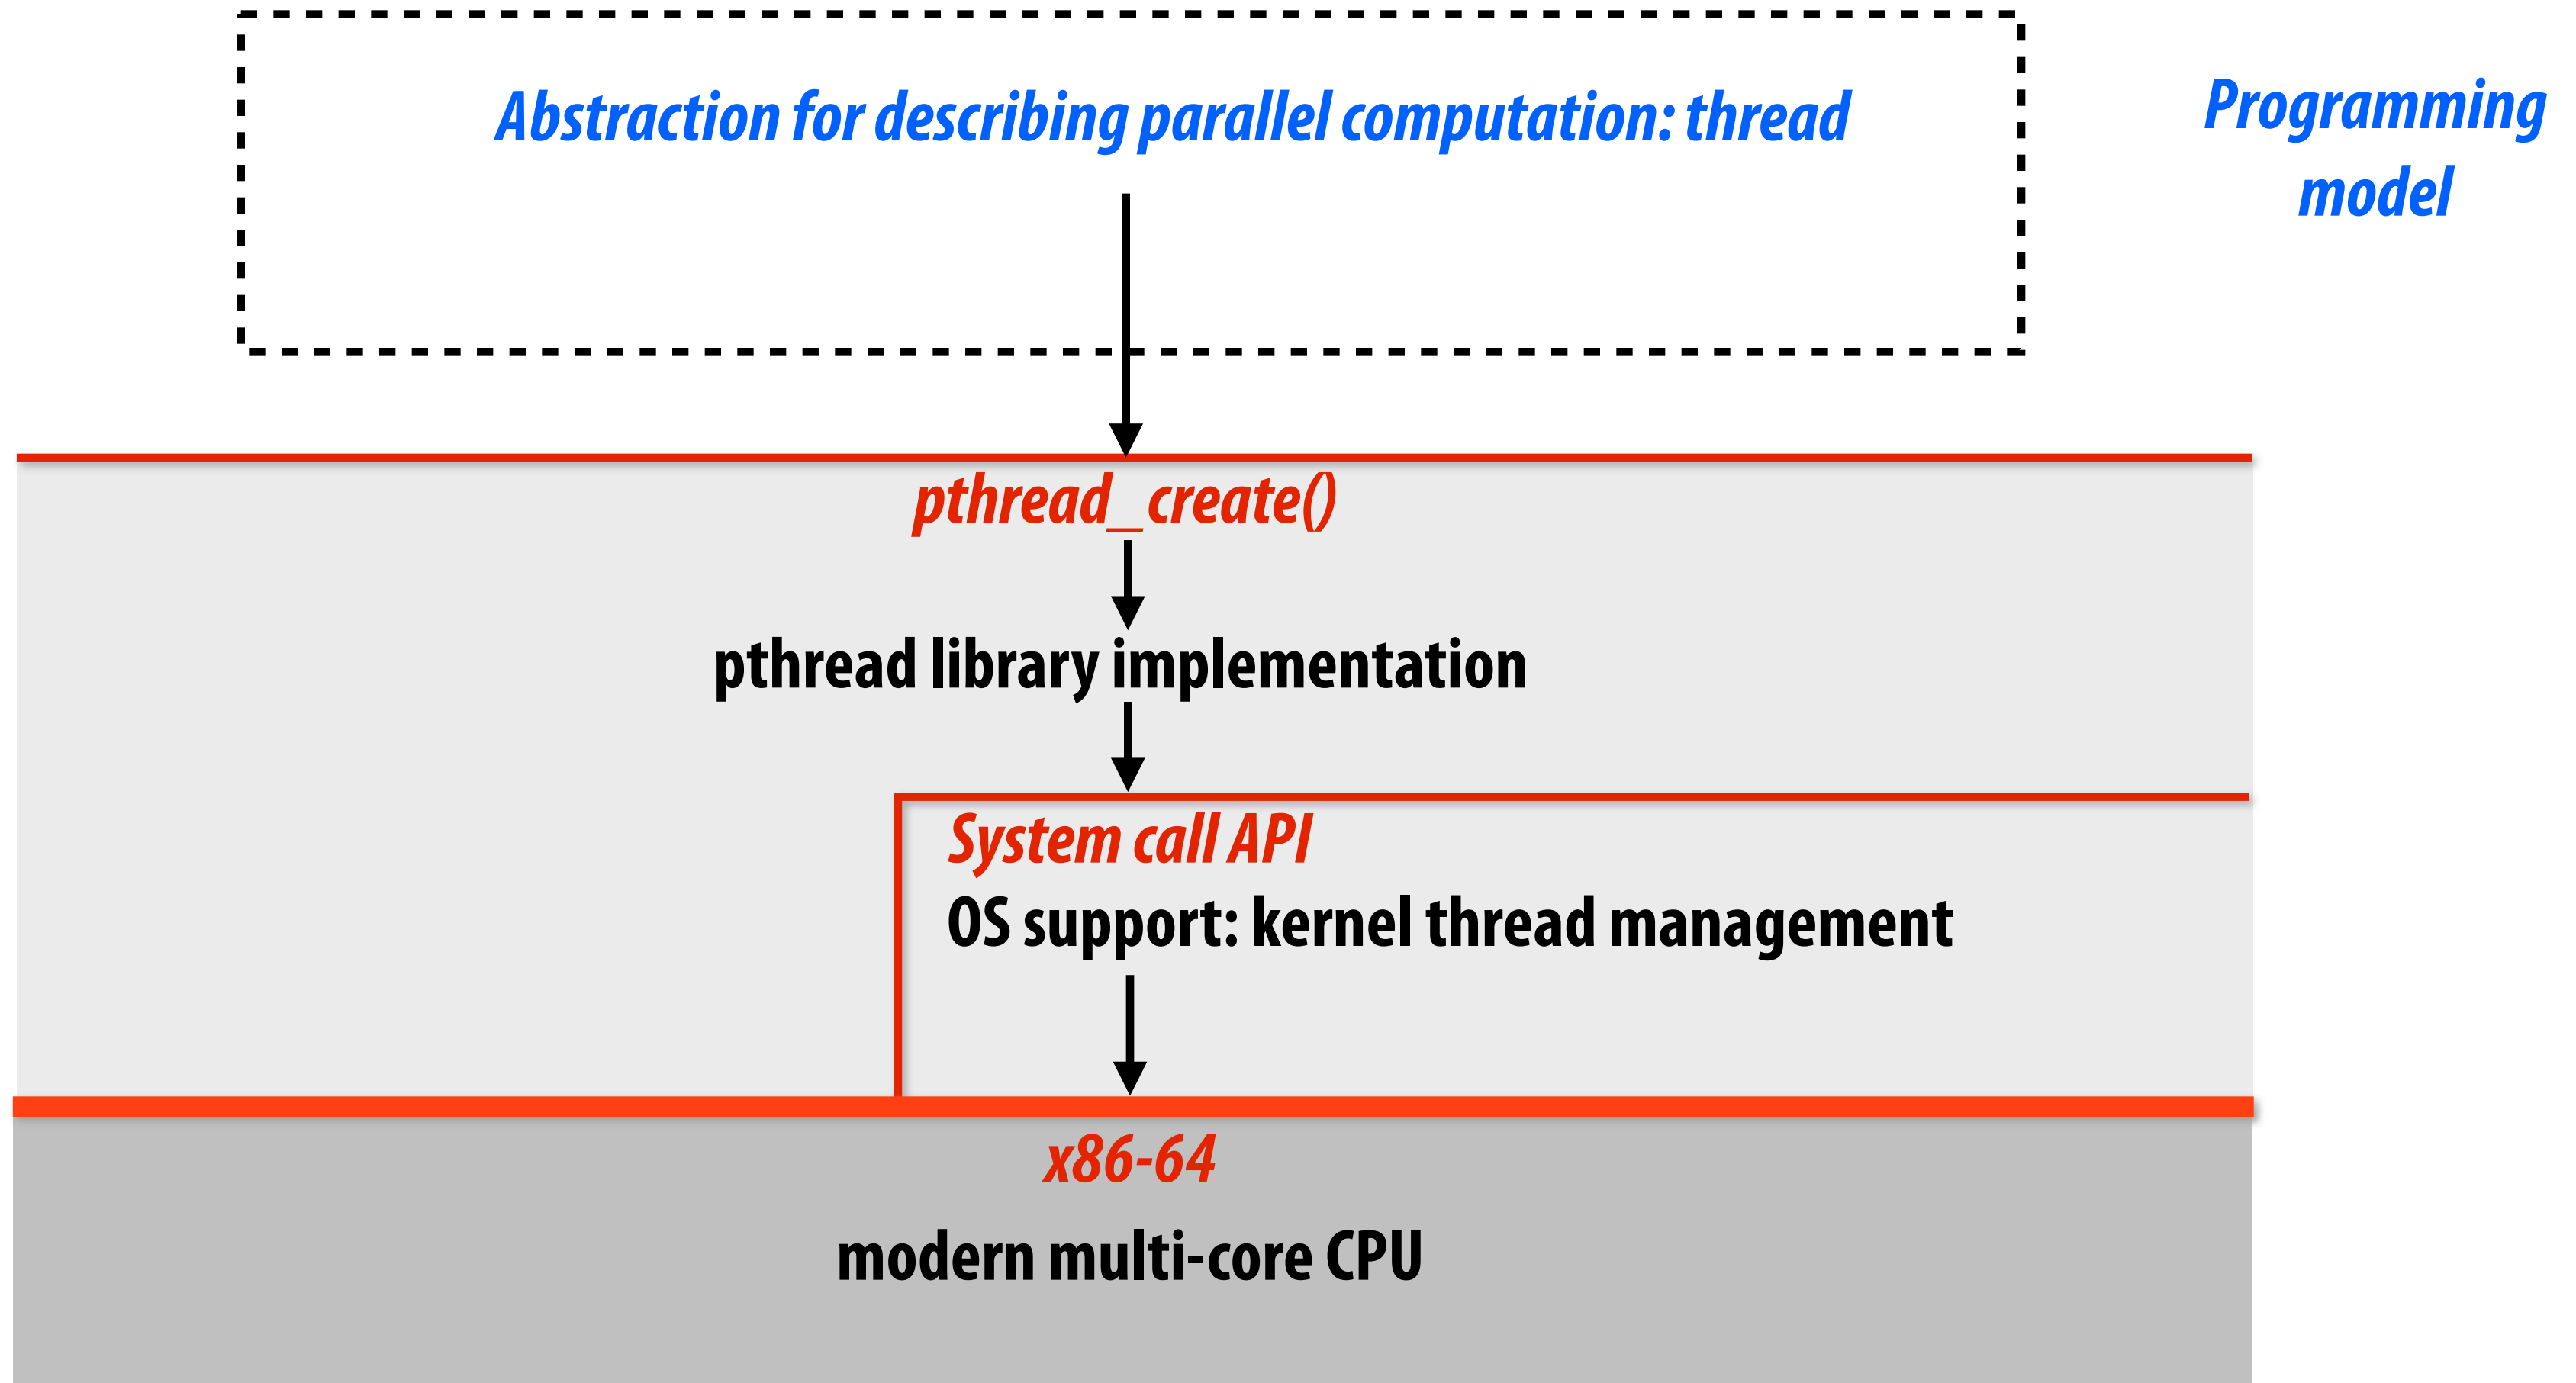 Abstraction for describing parallel computation: thread
Programming
model
pthread_create()
pthread library implementation
System call API
OS support: kernel thread management
x86-64
modern multi-core CPU